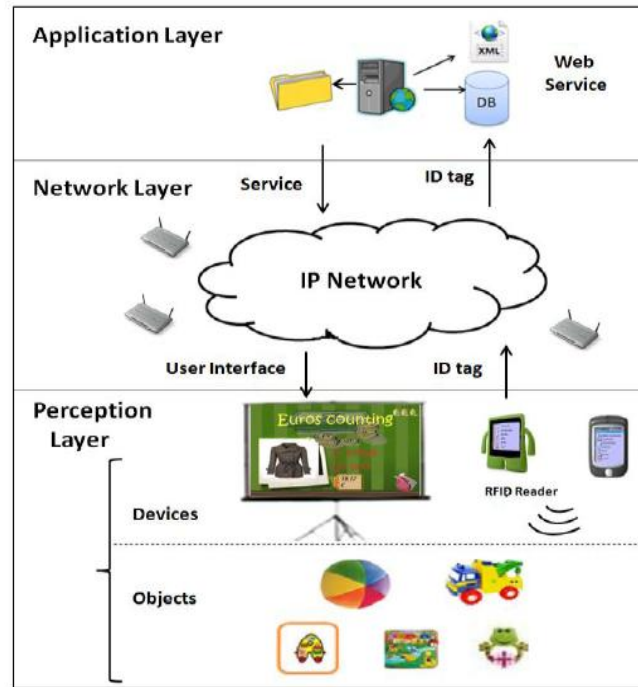 Application Layer
XML
Web
Service
DB
Network Layer
Service
ID tag
IP Network
User Interface
ID tag
Perception
Layer
Euros counting
RFID Reader
Devices
Objects